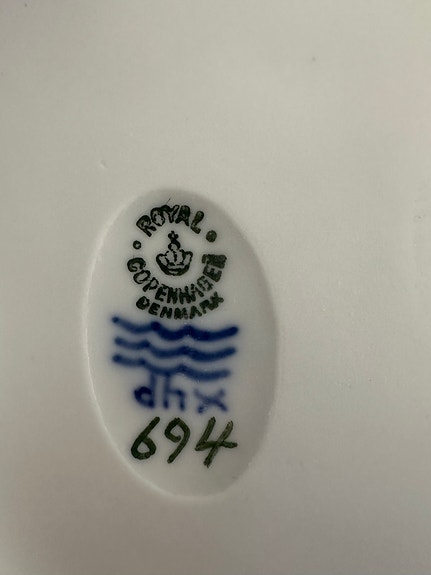 ROYAL
COPENHAGEN
DENMARK
dhx
694